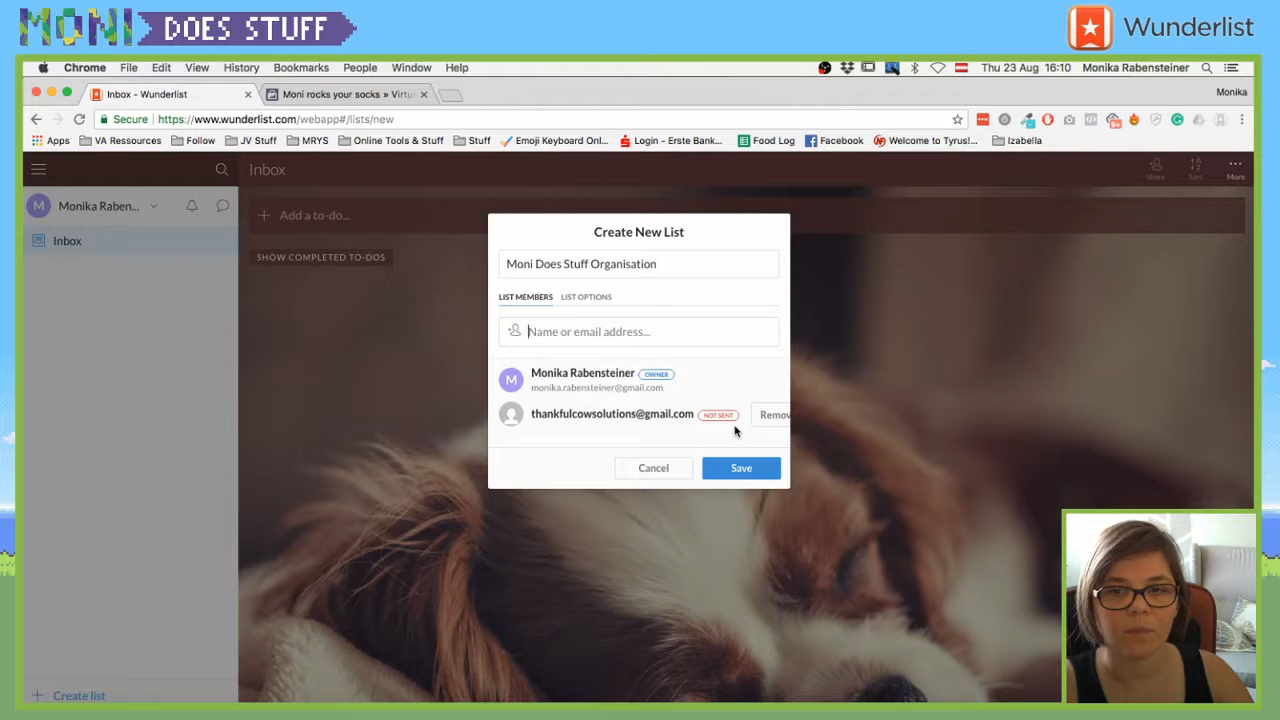 MONI DOES STUFF
Wunderlist
Chrome File Edit View History Bookmarks People Window Help
Thu 23 Aug 16:10 Monika Rabensteiner
Inbox - Wunderlist
Moni rocks your socks » Virtu
Monika
Secure https://www.wunderlist.com/webapp#/lists/new
Apps VA Ressources Follow JV Stuff MRYS Online Tools & Stuff Stuff Emoji Keyboard Onl... Login - Erste Bank... Food Log Facebook Welcome to Tyrus!... Izabella
Inbox
Share Sort More
M Monika Raben...
Add a to-do...
Inbox
SHOW COMPLETED TO-DOS
Create New List
Moni Does Stuff Organisation
LIST MEMBERS LIST OPTIONS
Name or email address...
M Monika Rabensteiner OWNER
monika.rabensteiner@gmail.com
thankfulcowsolutions@gmail.com NOT SENT Remov
Cancel Save
Create list